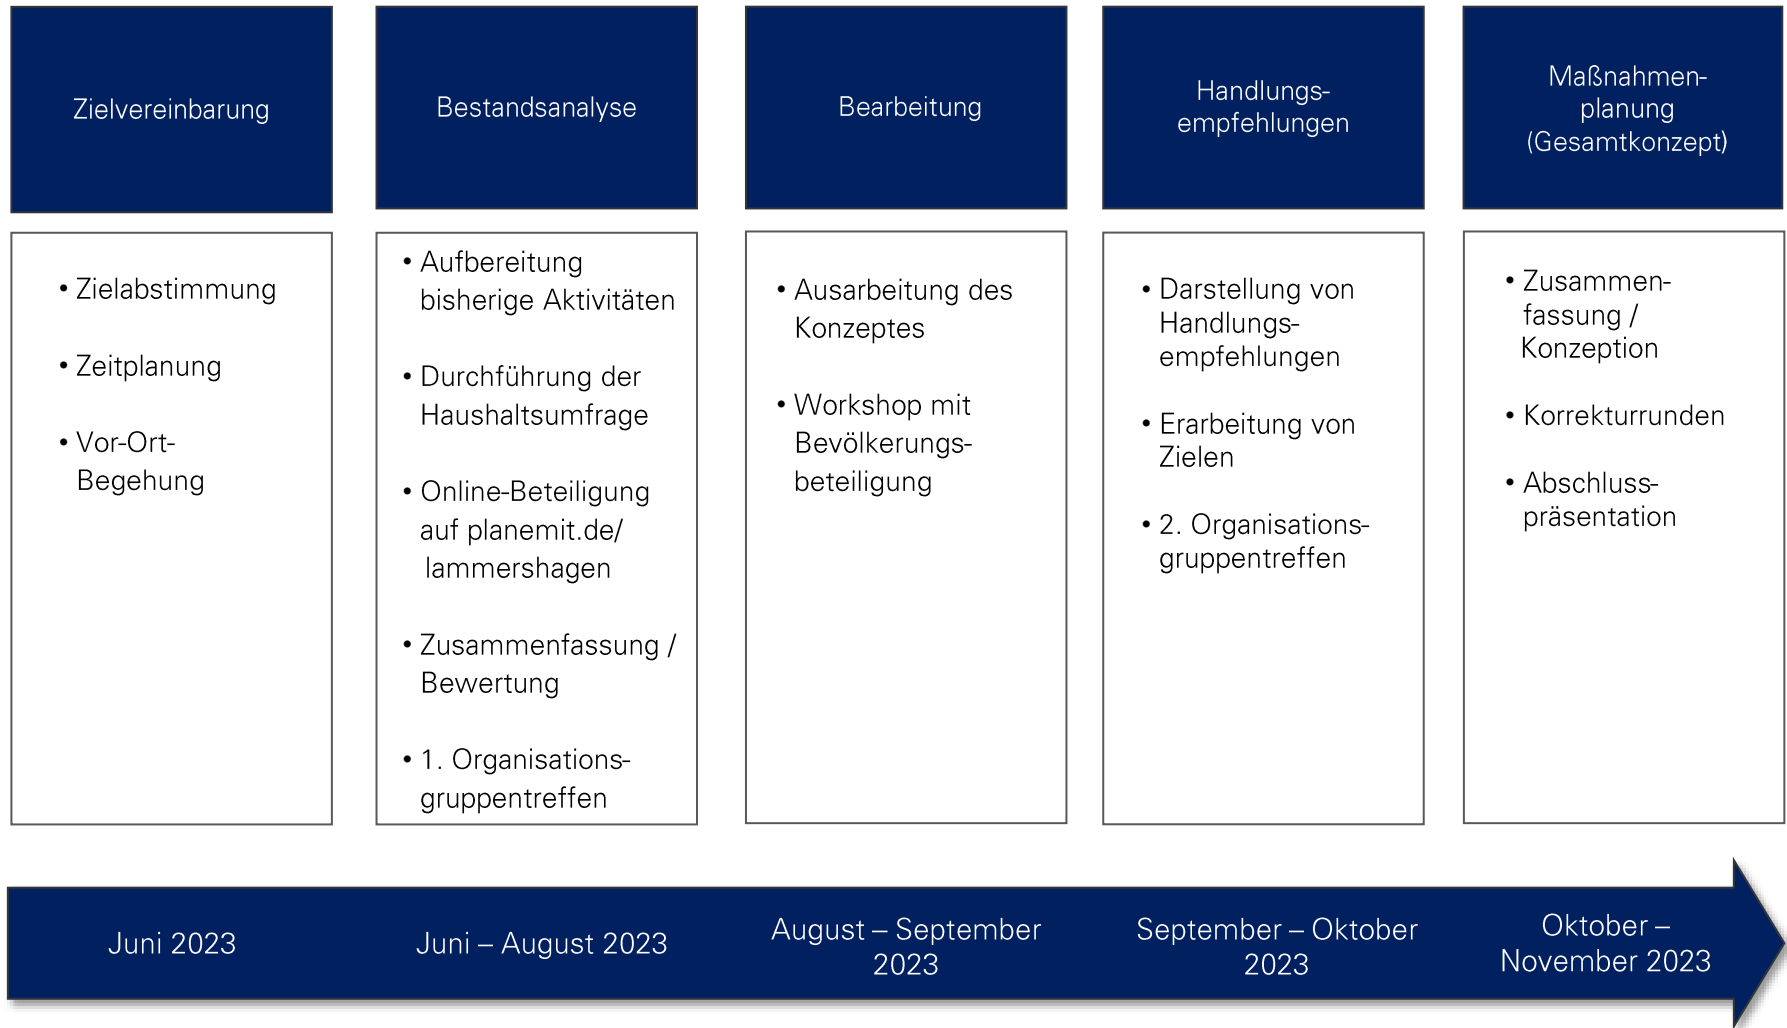 Zielvereinbarung
Bestandsanalyse
Bearbeitung
Handlungs-
empfehlungen
Maßnahmen-
planung
(Gesamtkonzept)
• Zielabstimmung
• Zeitplanung
• Vor-Ort-
Begehung
• Aufbereitung
bisherige Aktivitäten
• Durchführung der
Haushaltsumfrage
• Online-Beteiligung
auf planemit.de/
lammershagen
• Zusammenfassung /
Bewertung
• 1. Organisations-
gruppentreffen
• Ausarbeitung des
Konzeptes
• Workshop mit
Bevölkerungs-
beteiligung
• Darstellung von
Handlungs-
empfehlungen
• Erarbeitung von
Zielen
• 2. Organisations-
gruppentreffen
• Zusammen-
fassung /
Konzeption
• Korrekturrunden
• Abschluss-
präsentation
Juni 2023
Juni – August 2023
August – September
2023
September – Oktober
2023
Oktober –
November 2023